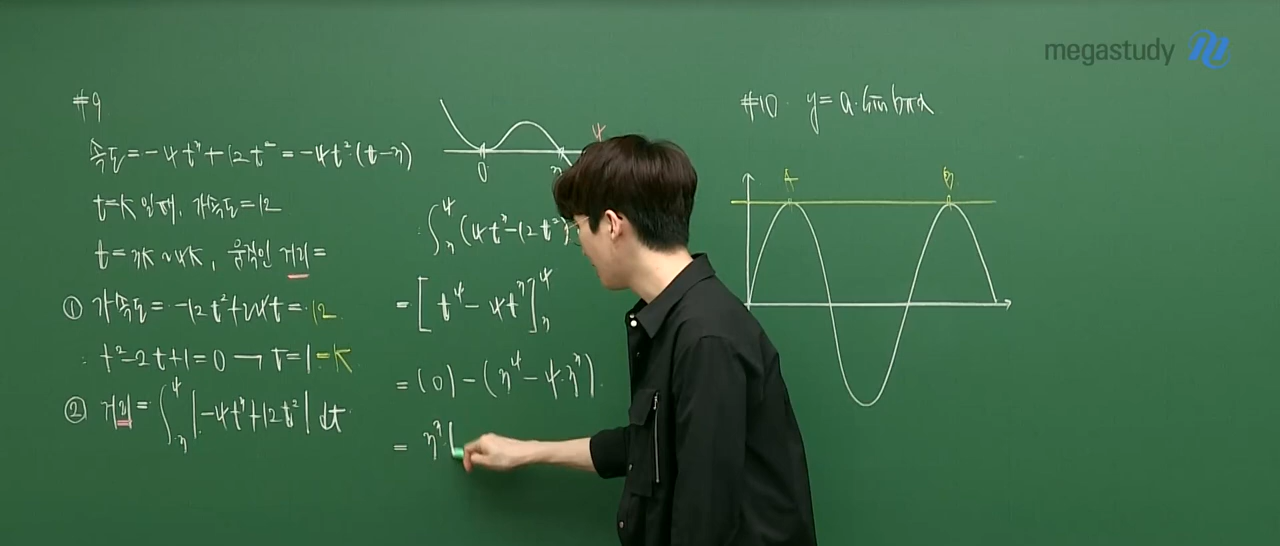 megastudy
#9
속도=-4t³+12t²=-4t²·(t-3)
t=k일 때, 가속도=12
t=3k~4k, 움직인 거리=
① 가속도=-12t²+24t=12
t²-2t+1=0→t=1=k
② 거리=∫₃⁴|-4t³+12t²|dt
0 3 4
∫₃⁴(4t³-12t²)
=[t⁴-4t³]₃⁴
=(0)-(3⁴-4·3³)
=3³(
#10. y=a·sin bπx
A B